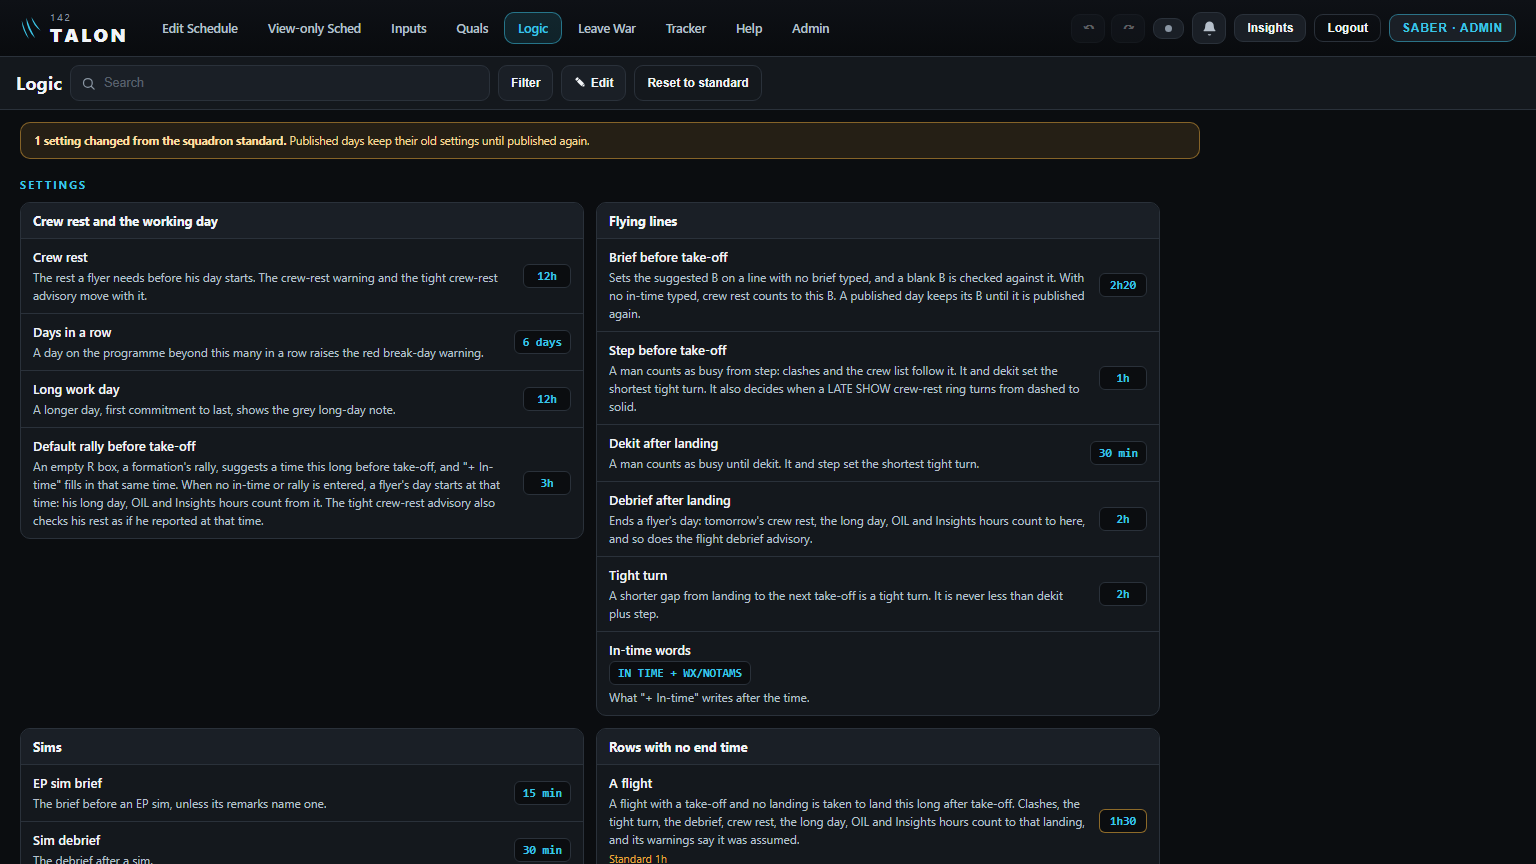 142
TALON
Edit Schedule
View-only Sched
Inputs
Quals
Logic
Leave War
Tracker
Help
Admin
Insights
Logout
SABER · ADMIN
Logic
Search
Filter
Edit
Reset to standard
1 setting changed from the squadron standard. Published days keep their old settings until published again.
SETTINGS
Crew rest and the working day
Crew rest
The rest a flyer needs before his day starts. The crew-rest warning and the tight crew-rest
advisory move with it.
12h
Days in a row
A day on the programme beyond this many in a row raises the red break-day warning.
6 days
Long work day
A longer day, first commitment to last, shows the grey long-day note.
12h
Default rally before take-off
An empty R box, a formation's rally, suggests a time this long before take-off, and "+ In-
time" fills in that same time. When no in-time or rally is entered, a flyer's day starts at that
time: his long day, OIL and Insights hours count from it. The tight crew-rest advisory also
checks his rest as if he reported at that time.
3h
Flying lines
Brief before take-off
Sets the suggested B on a line with no brief typed, and a blank B is checked against it. With
no in-time typed, crew rest counts to this B. A published day keeps its B until it is published
again.
2h20
Step before take-off
A man counts as busy from step: clashes and the crew list follow it. It and dekit set the
shortest tight turn. It also decides when a LATE SHOW crew-rest ring turns from dashed to
solid.
1h
Dekit after landing
A man counts as busy until dekit. It and step set the shortest tight turn.
30 min
Debrief after landing
Ends a flyer's day: tomorrow's crew rest, the long day, OIL and Insights hours count to here,
and so does the flight debrief advisory.
2h
Tight turn
A shorter gap from landing to the next take-off is a tight turn. It is never less than dekit
plus step.
2h
In-time words
IN TIME + WX/NOTAMS
What "+ In-time" writes after the time.
Sims
EP sim brief
The brief before an EP sim, unless its remarks name one.
15 min
Sim debrief
The debrief after a sim.
30 min
Rows with no end time
A flight
A flight with a take-off and no landing is taken to land this long after take-off. Clashes, the
tight turn, the debrief, crew rest, the long day, OIL and Insights hours count to that landing,
and its warnings say it was assumed.
Standard 1h
1h30